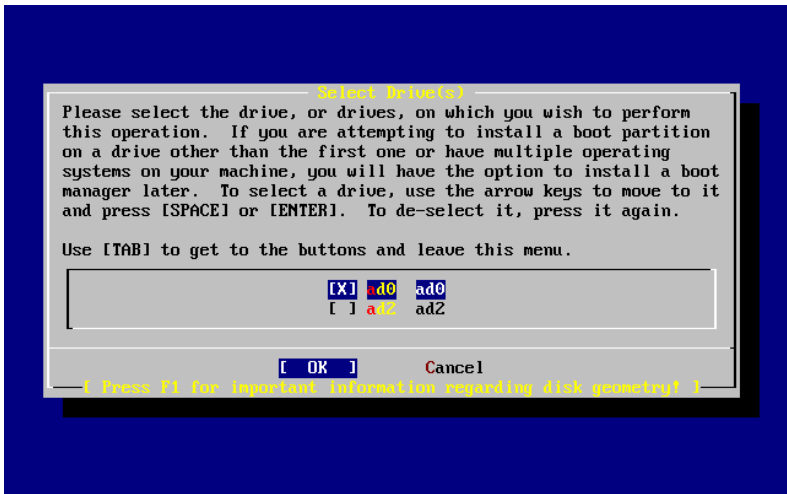 Select Drive(s)
Please select the drive, or drives, on which you wish to perform
this operation.  If you are attempting to install a boot partition
on a drive other than the first one or have multiple operating
systems on your machine, you will have the option to install a boot
manager later.  To select a drive, use the arrow keys to move to it
and press [SPACE] or [ENTER].  To de-select it, press it again.
Use [TAB] to get to the buttons and leave this menu.
[X] ad0  ad0
[ ] ad2  ad2
[  OK  ]       Cancel
[ Press F1 for important information regarding disk geometry! ]